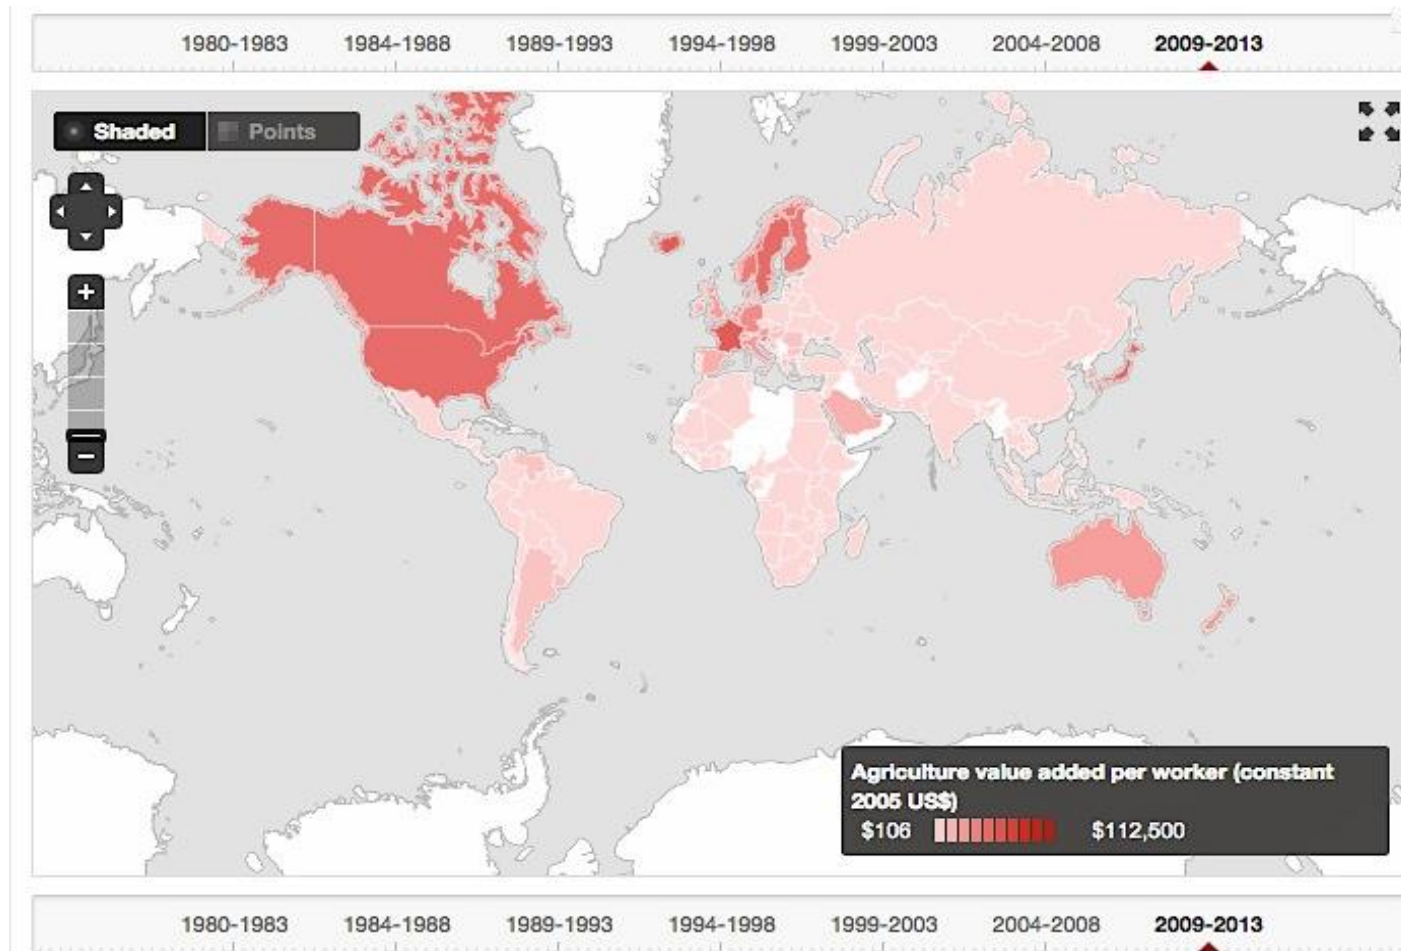 1980-1983 1984-1988 1989-1993 1994-1998 1999-2003 2004-2008 2009-2013
Shaded Points
+
−
Agriculture value added per worker (constant
2005 US$)
$106 $112,500
1980-1983 1984-1988 1989-1993 1994-1998 1999-2003 2004-2008 2009-2013